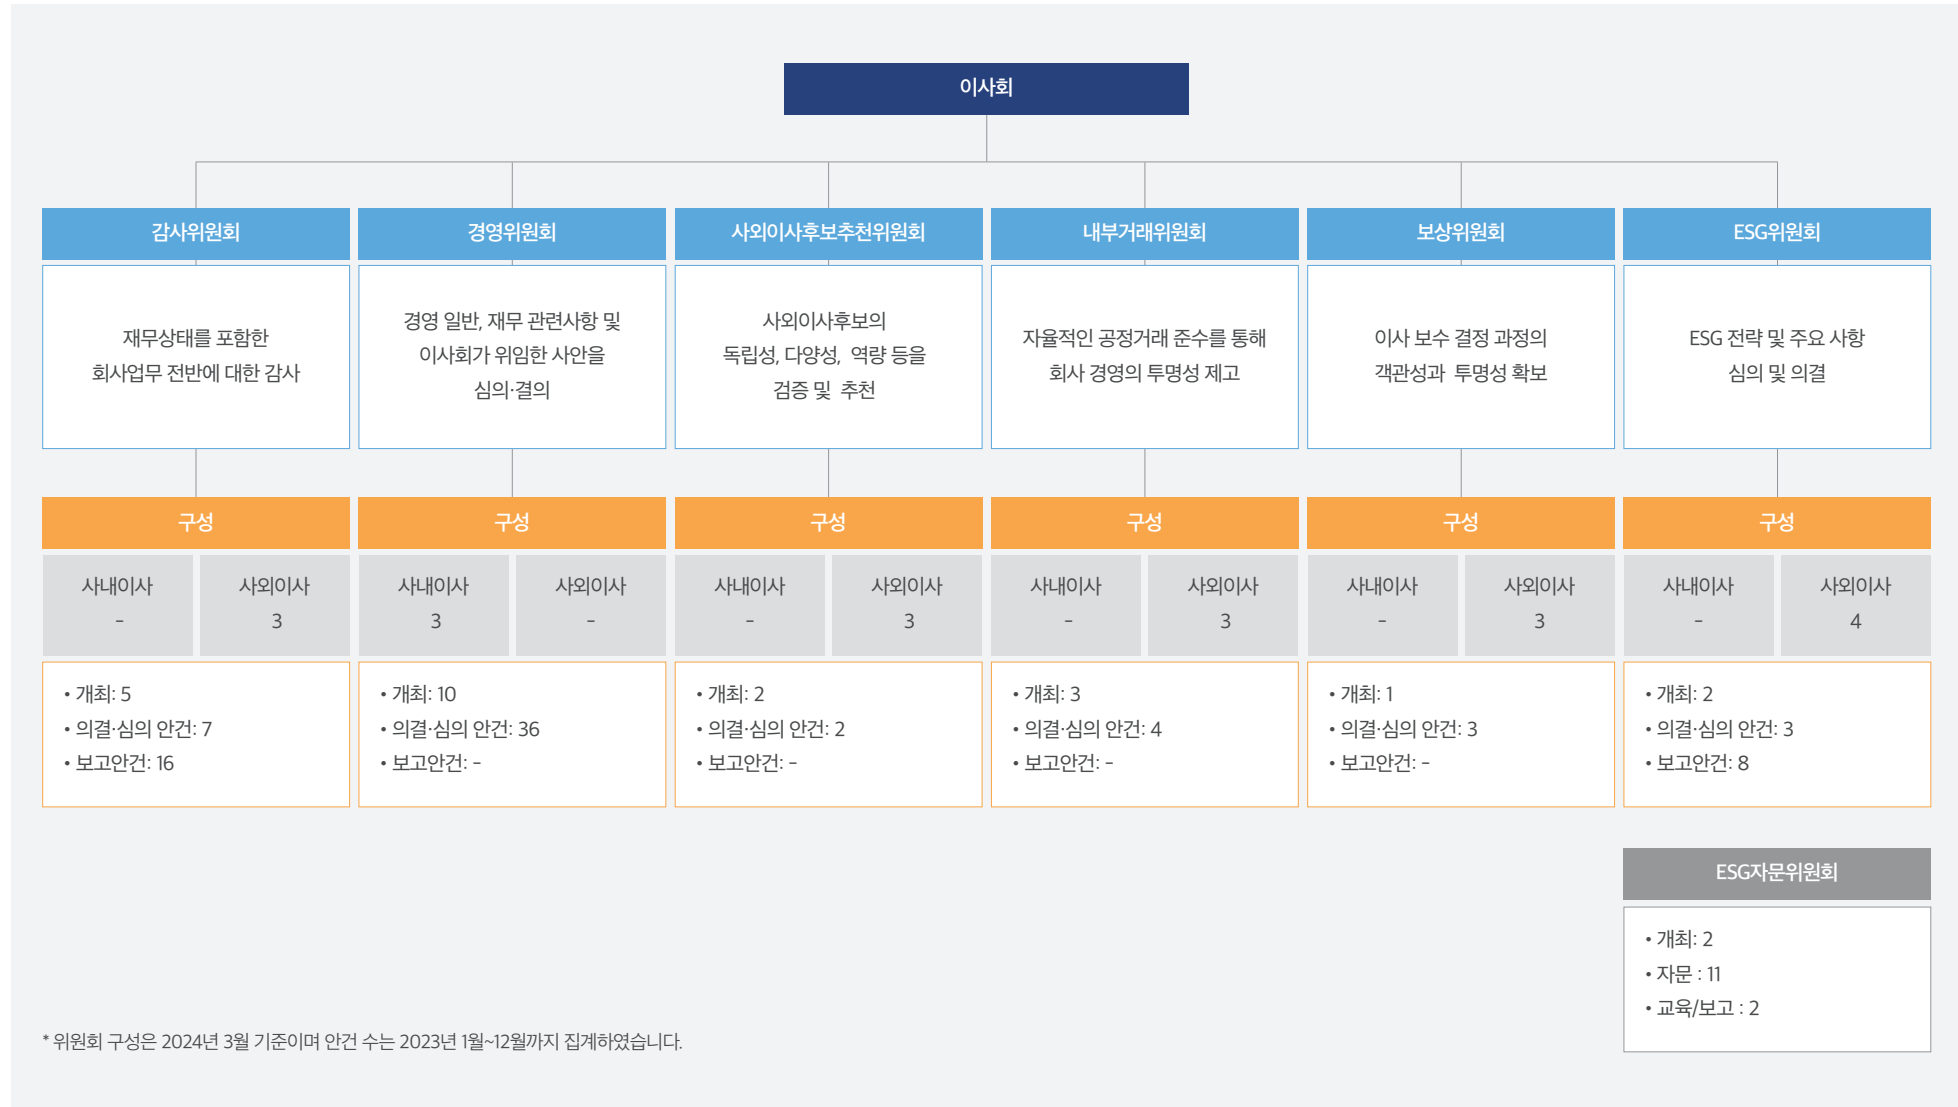 이사회
감사위원회
재무상태를 포함한
회사업무 전반에 대한 감사
구성
사내이사
-
사외이사
3
• 개최: 5
• 의결·심의 안건: 7
• 보고안건: 16
경영위원회
경영 일반, 재무 관련사항 및
이사회가 위임한 사안을
심의·결의
구성
사내이사
3
사외이사
-
• 개최: 10
• 의결·심의 안건: 36
• 보고안건: -
사외이사후보추천위원회
사외이사후보의
독립성, 다양성, 역량 등을
검증 및 추천
구성
사내이사
-
사외이사
3
• 개최: 2
• 의결·심의 안건: 2
• 보고안건: -
내부거래위원회
자율적인 공정거래 준수를 통해
회사 경영의 투명성 제고
구성
사내이사
-
사외이사
3
• 개최: 3
• 의결·심의 안건: 4
• 보고안건: -
보상위원회
이사 보수 결정 과정의
객관성과 투명성 확보
구성
사내이사
-
사외이사
3
• 개최: 1
• 의결·심의 안건: 3
• 보고안건: -
ESG위원회
ESG 전략 및 주요 사항
심의 및 의결
구성
사내이사
-
사외이사
4
• 개최: 2
• 의결·심의 안건: 3
• 보고안건: 8
ESG자문위원회
• 개최: 2
• 자문 : 11
• 교육/보고 : 2
* 위원회 구성은 2024년 3월 기준이며 안건 수는 2023년 1월~12월까지 집계하였습니다.